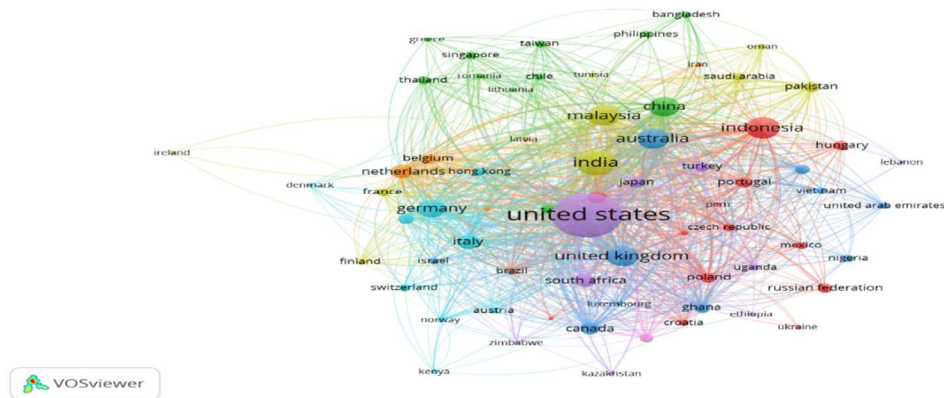 bangladesh
greece
taiwan
philippines
singapore
oman
iran
thailand
romania
chile
tunisia
saudi arabia
lithuania
pakistan
china
malaysia
indonesia
latvia
australia
hungary
ireland
belgium
india
turkey
lebanon
netherlands
hong kong
denmark
japan
portugal
france
viet nam
germany
united states
peru
united arab emirates
czech republic
italy
mexico
united kingdom
finland
israel
brazil
uganda
nigeria
south africa
poland
switzerland
russian federation
luxembourg
ghana
austria
norway
ethiopia
canada
croatia
ukraine
zimbabwe
kenya
kazakhstan
VOSviewer